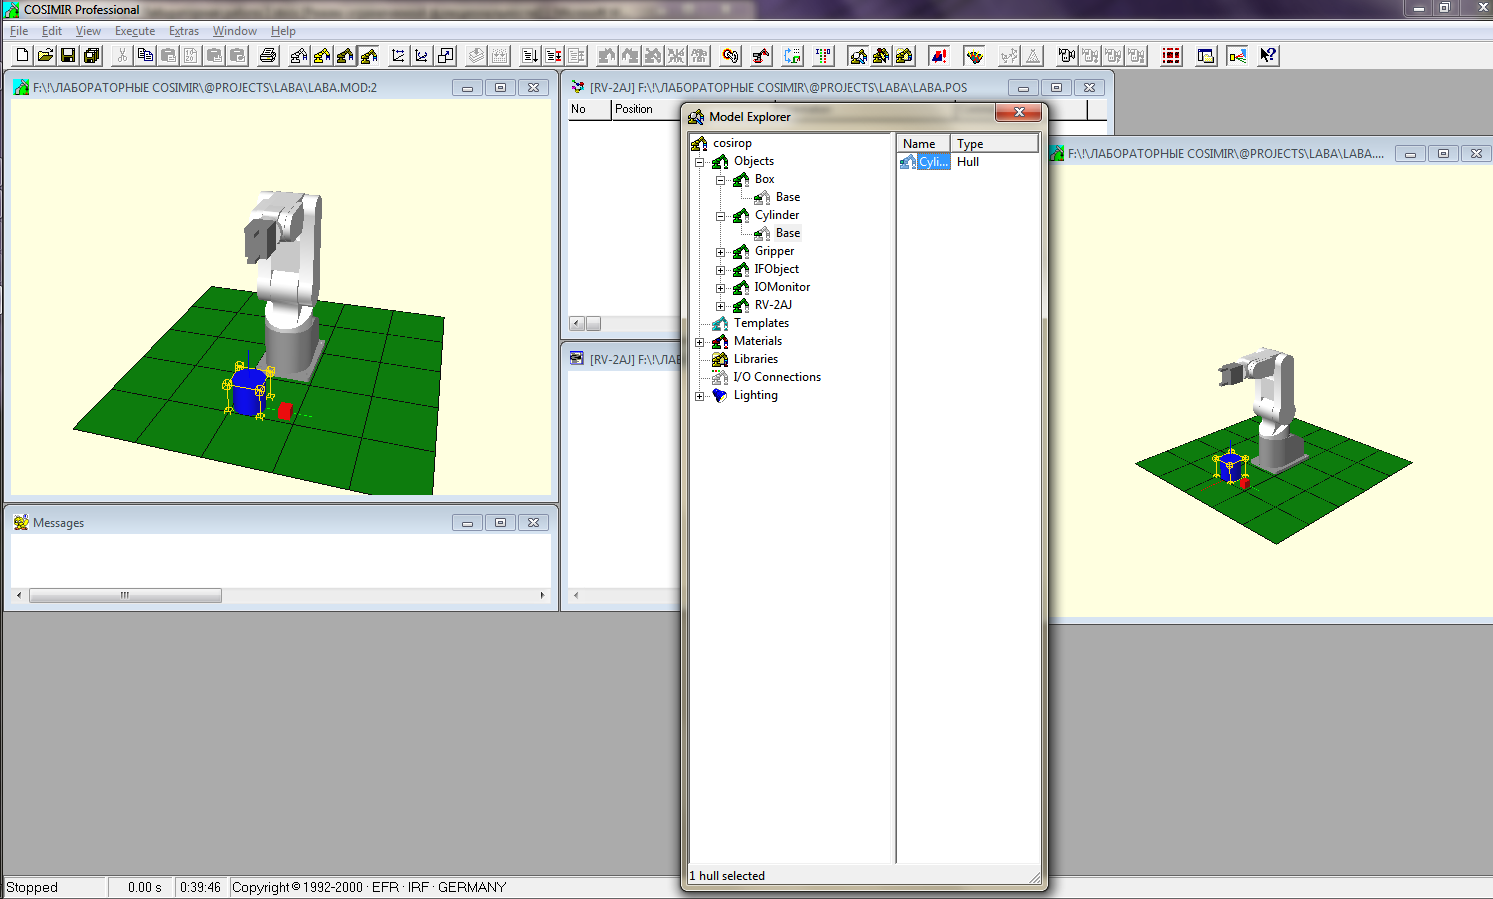 COSIMIR Professional
File Edit View Execute Extras Window Help
F:\!\ЛАБОРАТОРНЫЕ COSIMIR\@PROJECTS\LABA\LABA.MOD:2
[RV-2AJ] F:\!\ЛАБОРАТОРНЫЕ COSIMIR\@PROJECTS\LABA\LABA.POS
No Position
Model Explorer
cosirop
Objects
Box
Base
Cylinder
Base
Gripper
IFObject
IOMonitor
RV-2AJ
Templates
Materials
Libraries
I/O Connections
Lighting
Name Type
Cyli... Hull
1 hull selected
F:\!\ЛАБОРАТОРНЫЕ COSIMIR\@PROJECTS\LABA\LABA....
[RV-2AJ] F:\!\ЛАБ
Messages
Stopped 0.00 s 0:39:46 Copyright © 1992-2000 · EFR · IRF · GERMANY